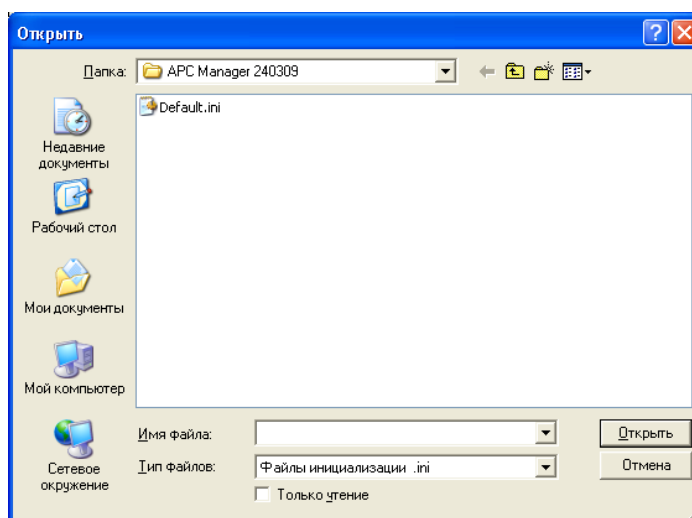 Открыть
Папка: APC Manager 240309
Default.ini
Недавние
документы
Рабочий стол
Мои документы
Мой компьютер
Сетевое
окружение
Имя файла:
Открыть
Тип файлов: Файлы инициализации .ini
Отмена
Только чтение